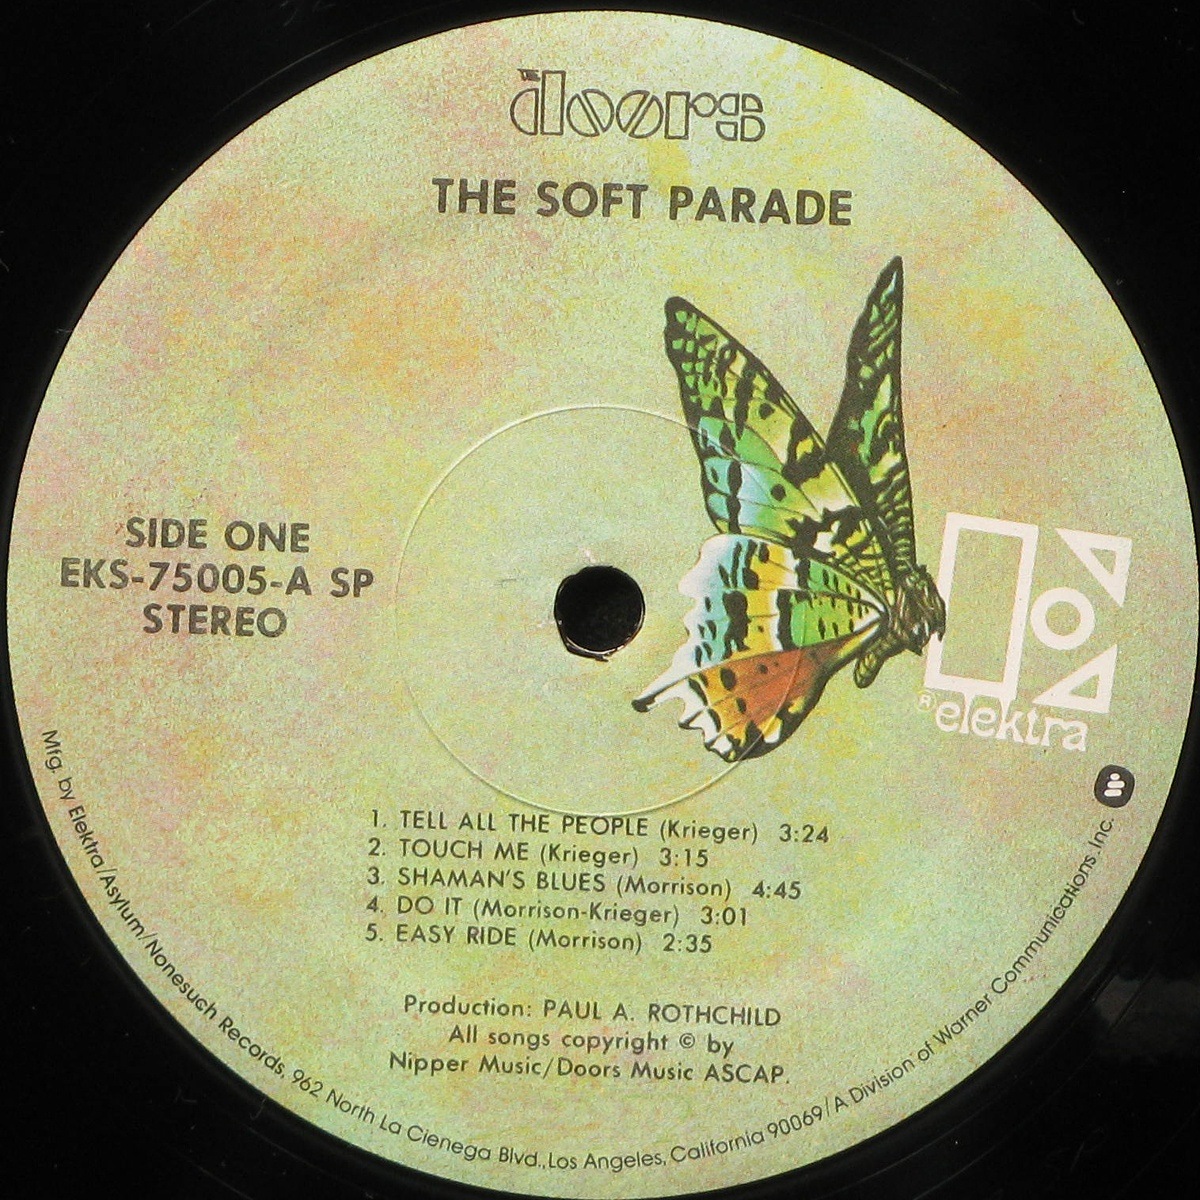 the doors
THE SOFT PARADE
SIDE ONE
EKS-75005-A SP
STEREO
® elektra
1. TELL ALL THE PEOPLE (Krieger) 3:24
2. TOUCH ME (Krieger) 3:15
3. SHAMAN'S BLUES (Morrison) 4:45
4. DO IT (Morrison-Krieger) 3:01
5. EASY RIDE (Morrison) 2:35
Production: PAUL A. ROTHCHILD
All songs copyright © by
Nipper Music/Doors Music ASCAP.
Mfg. by Elektra/Asylum/Nonesuch Records, 962 North La Cienega Blvd., Los Angeles, California 90069/A Division of Warner Communications Inc.